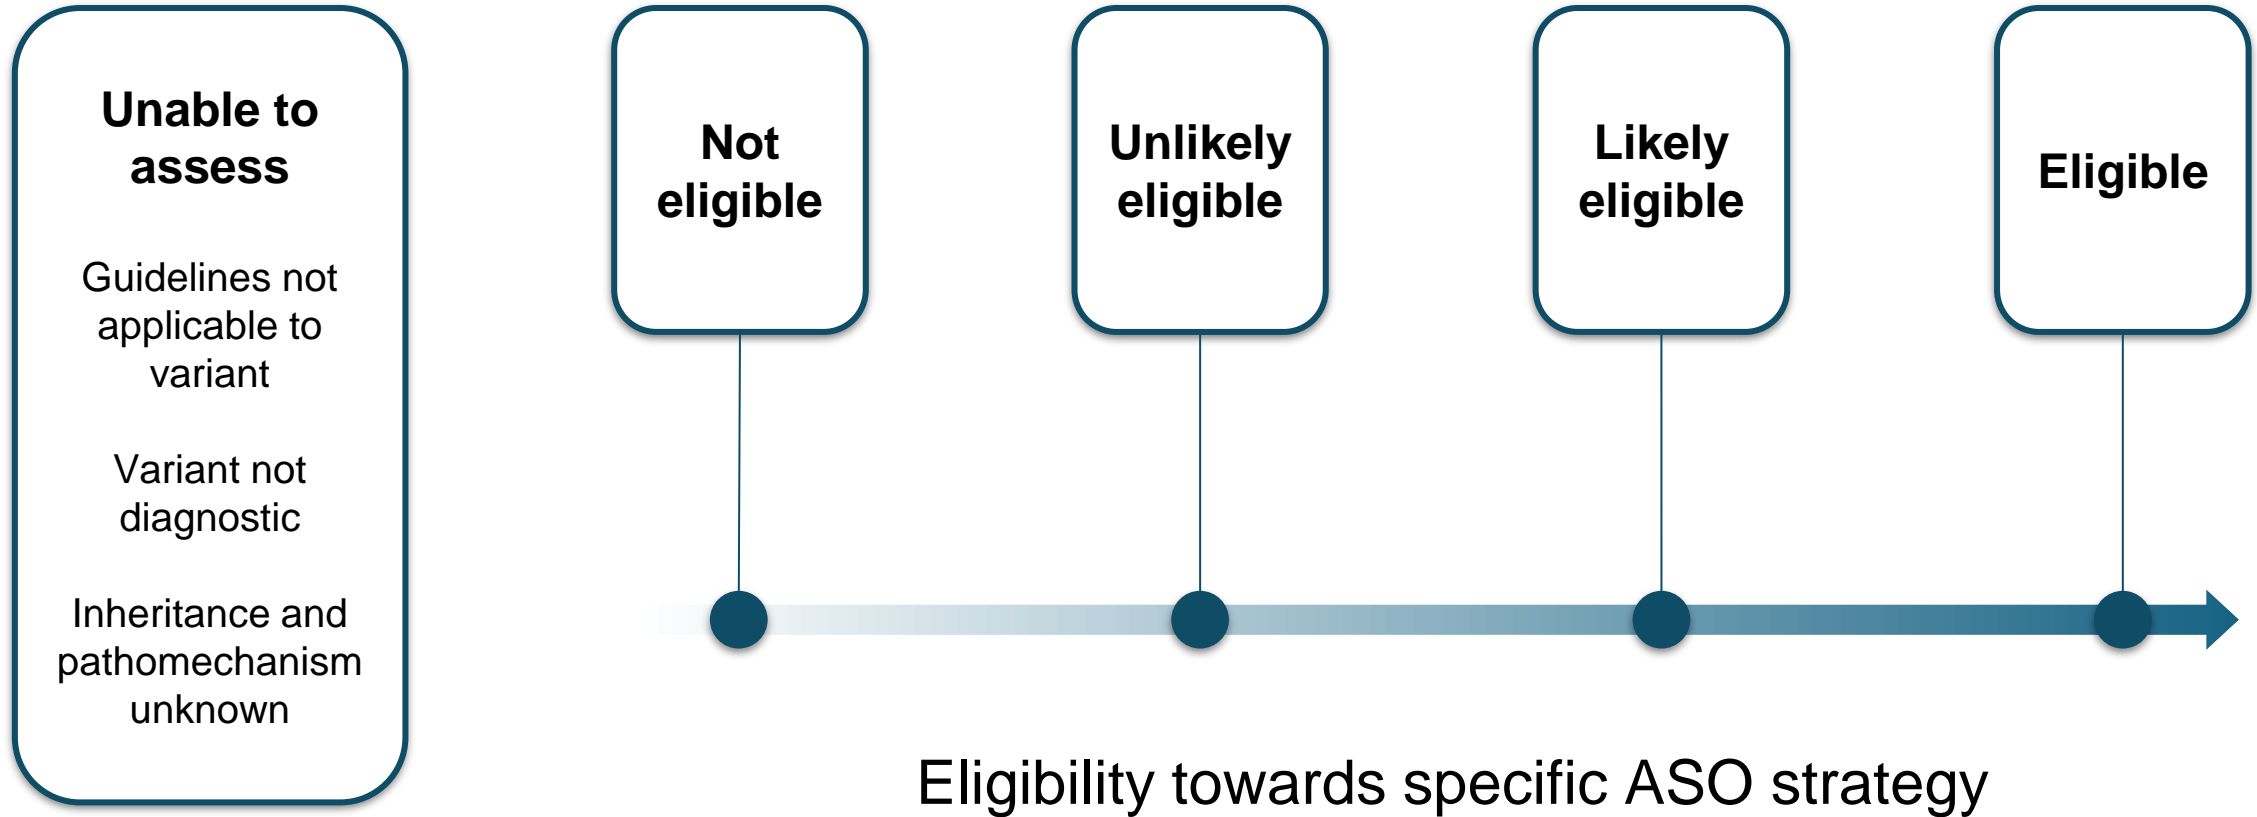 Unable to
assess
Guidelines not
applicable to
variant
Variant not
diagnostic
Inheritance and
pathomechanism
unknown
Not
eligible
Unlikely
eligible
Likely
eligible
Eligible
Eligibility towards specific ASO strategy